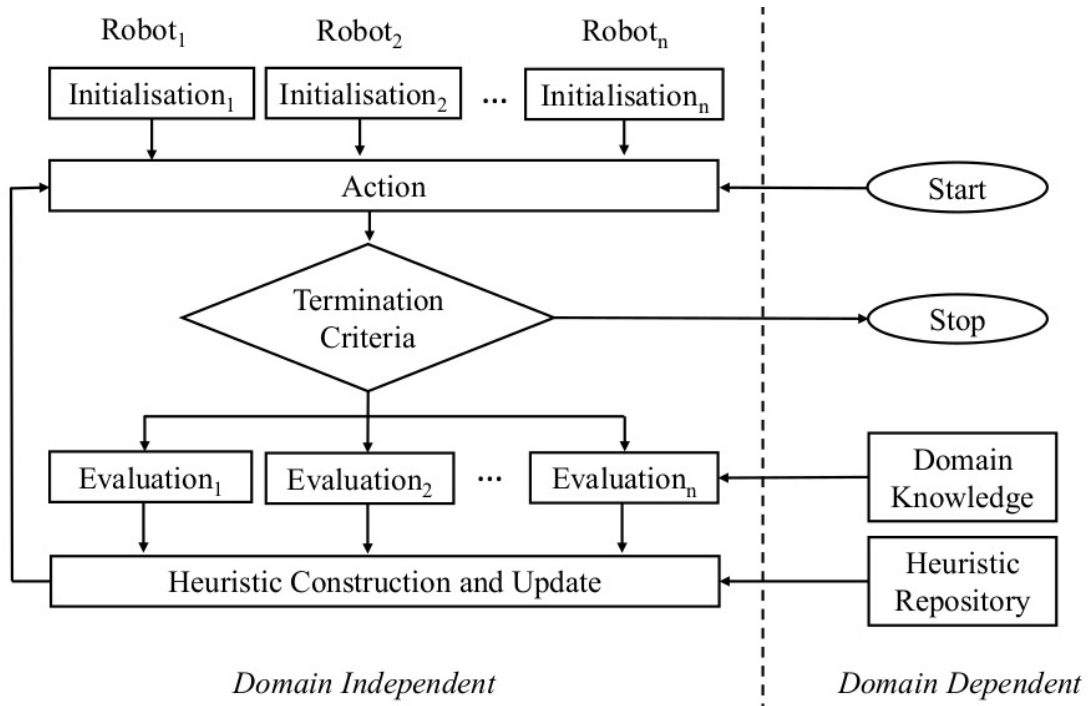 Robot₁ Robot₂ Robotₙ
Initialisation₁ Initialisation₂ ... Initialisationₙ
Action
Start
Termination
Criteria
Stop
Evaluation₁ Evaluation₂ ... Evaluationₙ
Domain
Knowledge
Heuristic Construction and Update
Heuristic
Repository
Domain Independent
Domain Dependent